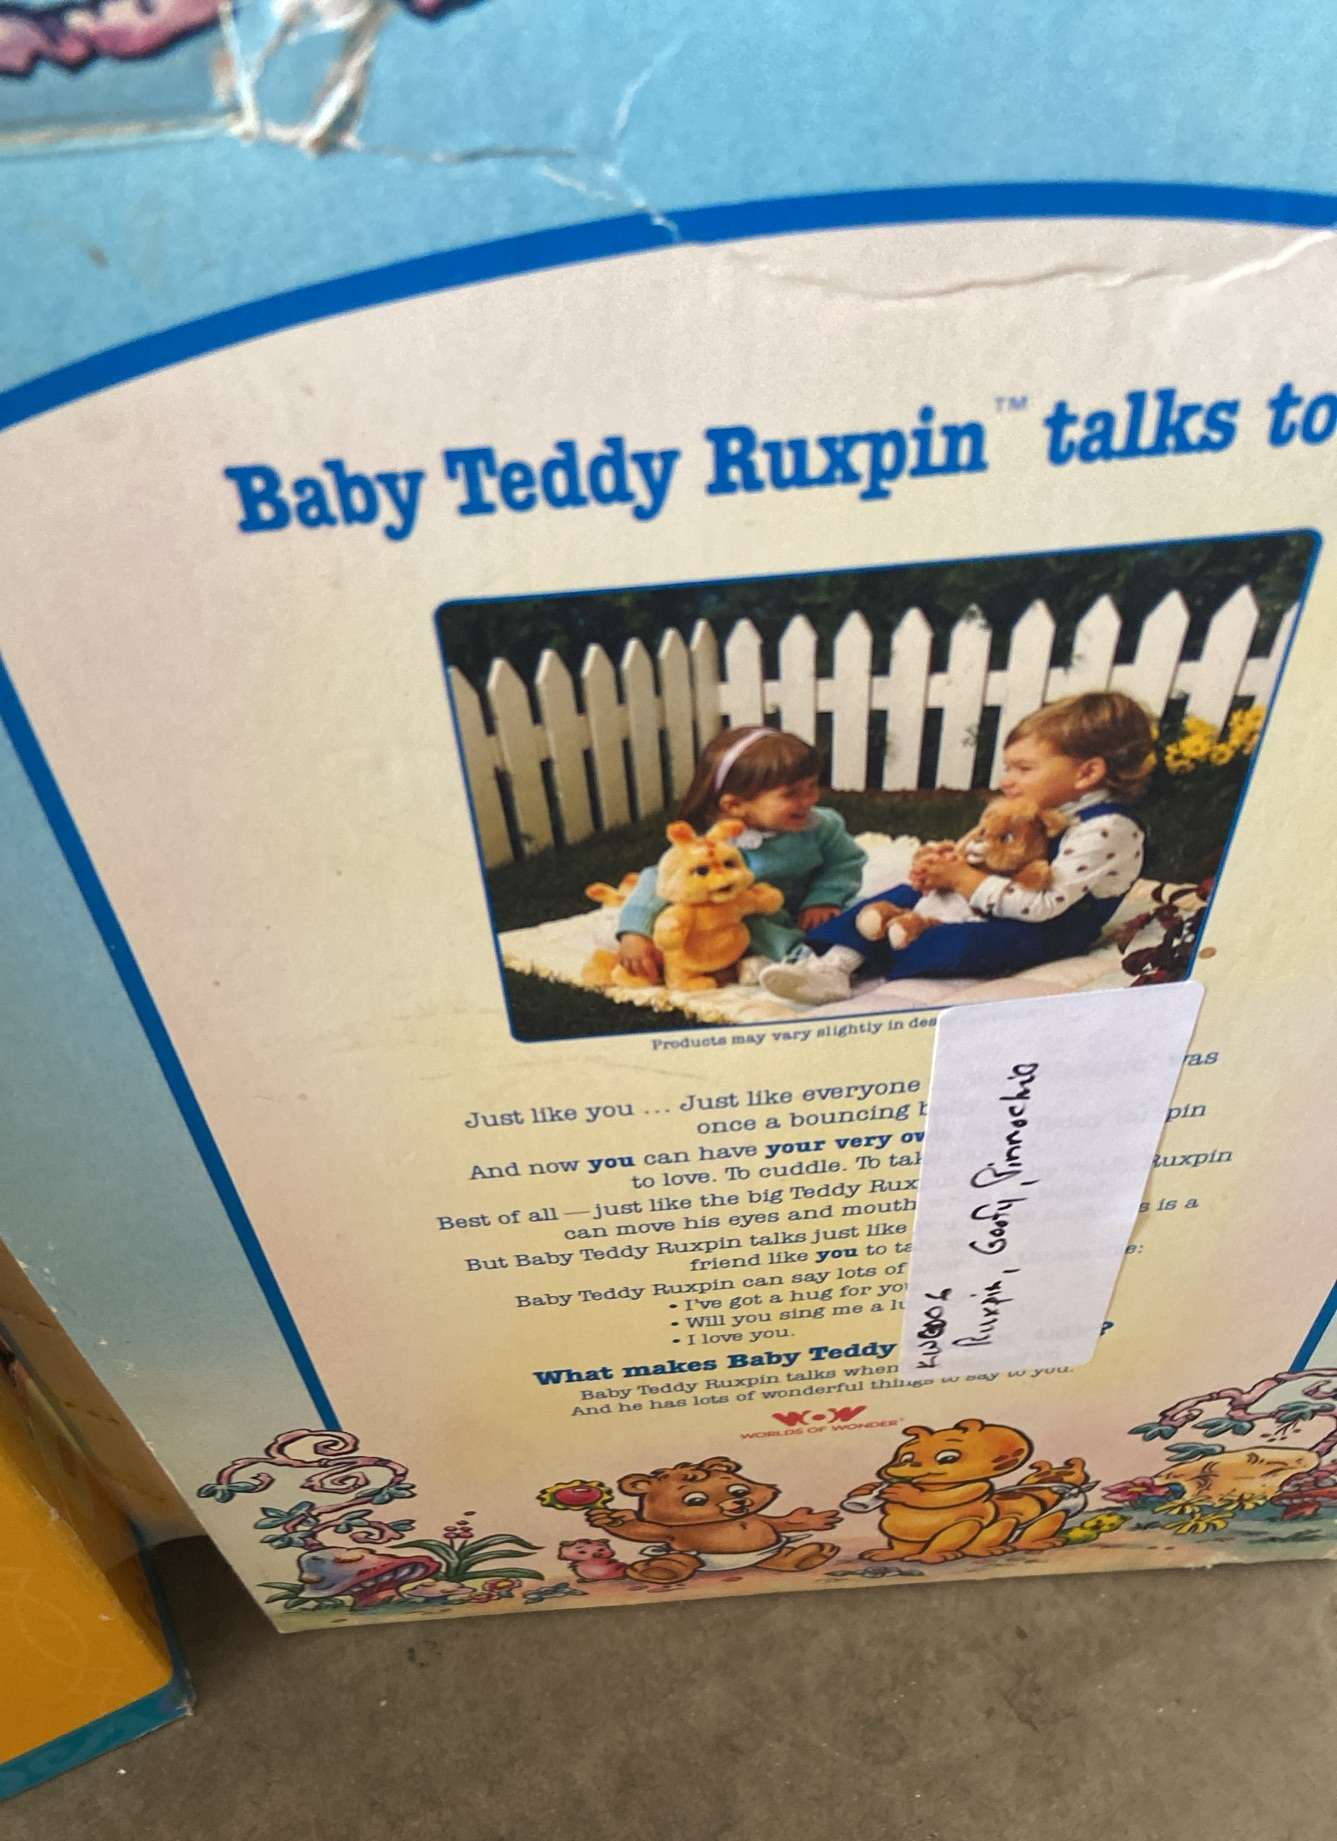 Baby Teddy Ruxpin™ talks to
Products may vary slightly in
Just like you ... Just like everyone
once a bouncing
And now you can have your very
to love. To cuddle. To
Best of all — just like the big Teddy Ruxpin
can move his eyes and mouth is a
But Baby Teddy Ruxpin talks just like
friend like you to
Baby Teddy Ruxpin can say lots of
• I've got a hug for
• Will you sing me a
• I love you.
What makes Baby Teddy ?
Baby Teddy Ruxpin talks when
And he has lots of wonderful things to say to you.
W•W
WORLDS OF WONDER®
Ruxpin, Goofy, Pinnochio